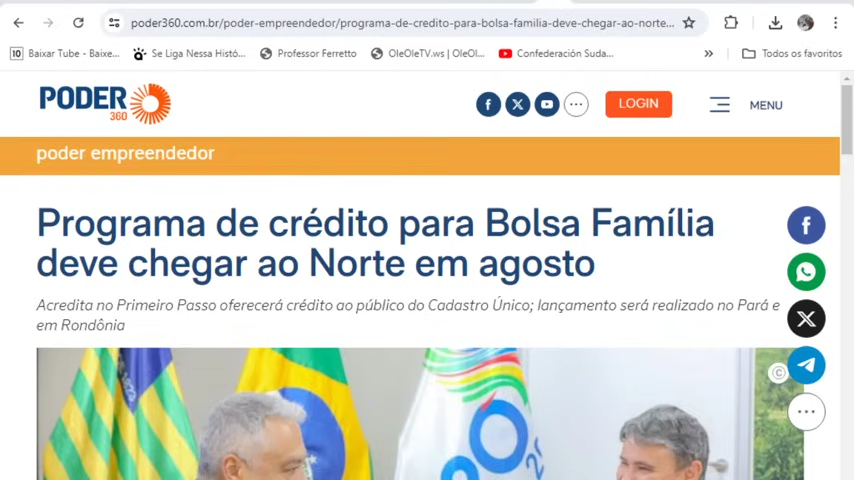 poder360.com.br/poder-empreendedor/programa-de-credito-para-bolsa-familia-deve-chegar-ao-norte...
10 Baixar Tube - Baixe... Se Liga Nessa Histó... Professor Ferretto OleOleTV.ws | OleOl... Confederación Suda... » Todos os favoritos
PODER
360
LOGIN
MENU
poder empreendedor
Programa de crédito para Bolsa Família
deve chegar ao Norte em agosto
Acredita no Primeiro Passo oferecerá crédito ao público do Cadastro Único; lançamento será realizado no Pará e
em Rondônia
©